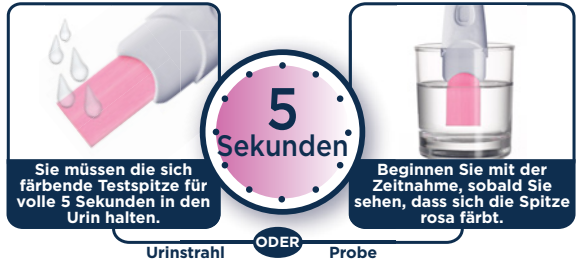 5
Sekunden
Sie müssen die sich
färbende Testspitze für
volle 5 Sekunden in den
Urin halten.
Beginnen Sie mit der
Zeitnahme, sobald Sie
sehen, dass sich die Spitze
rosa färbt.
Urinstrahl
ODER
Probe